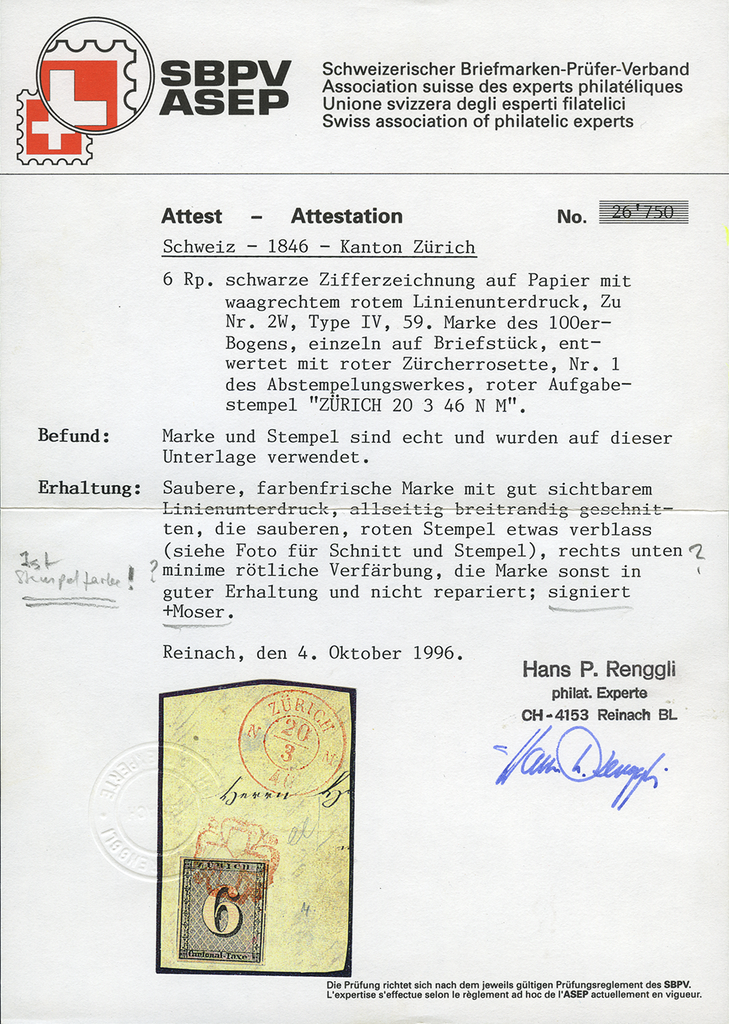 SBPV
ASEP
Schweizerischer Briefmarken-Prüfer-Verband
Association suisse des experts philatéliques
Unione svizzera degli esperti filatelici
Swiss association of philatelic experts
Attest – Attestation No. 26'750
Schweiz - 1846 - Kanton Zürich
6 Rp. schwarze Zifferzeichnung auf Papier mit
waagrechtem rotem Linienunterdruck, Zu
Nr. 2W, Type IV, 59. Marke des 100er-
Bogens, einzeln auf Briefstück, ent-
wertet mit roter Zürcherrosette, Nr. 1
des Abstempelungswerkes, roter Aufgabe-
stempel "ZÜRICH 20 3 46 N M".
Befund: Marke und Stempel sind echt und wurden auf dieser
Unterlage verwendet.
Erhaltung: Saubere, farbenfrische Marke mit gut sichtbarem
Linienunterdruck, allseitig breitrandig geschnit-
ten, die sauberen, roten Stempel etwas verblass
(siehe Foto für Schnitt und Stempel), rechts unten ?
Ist
Stempelfarbe! ? minime rötliche Verfärbung, die Marke sonst in
guter Erhaltung und nicht repariert; signiert
+Moser.
Reinach, den 4. Oktober 1996.
Hans P. Renggli
philat. Experte
CH-4153 Reinach BL
Hans P. Renggli
ZÜRICH
N 20 M
3
46
Herrn
EXPERTE
ZÜRICH
6
Cantonal-Taxe
Die Prüfung richtet sich nach dem jeweils gültigen Prüfungsreglement des SBPV.
L'expertise s'effectue selon le règlement ad hoc de l'ASEP actuellement en vigueur.